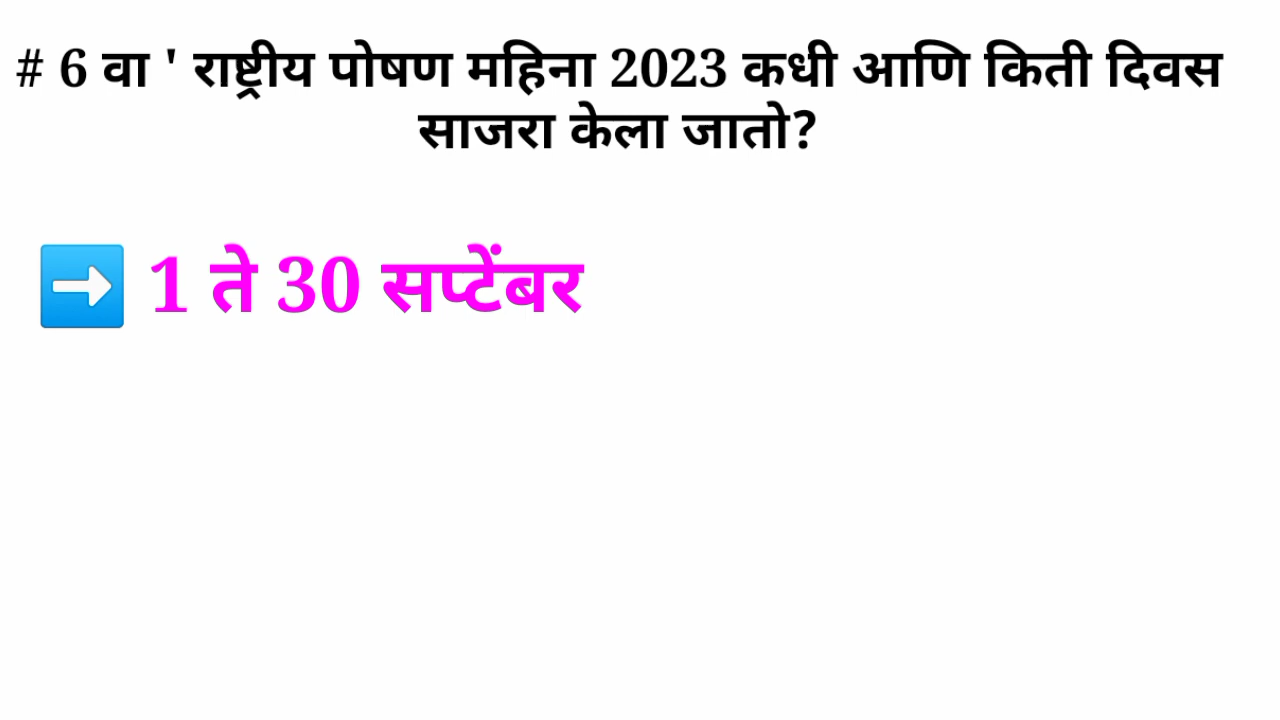 # 6 वा ' राष्ट्रीय पोषण महिना 2023 कधी आणि किती दिवस
साजरा केला जातो?
➡️ 1 ते 30 सप्टेंबर